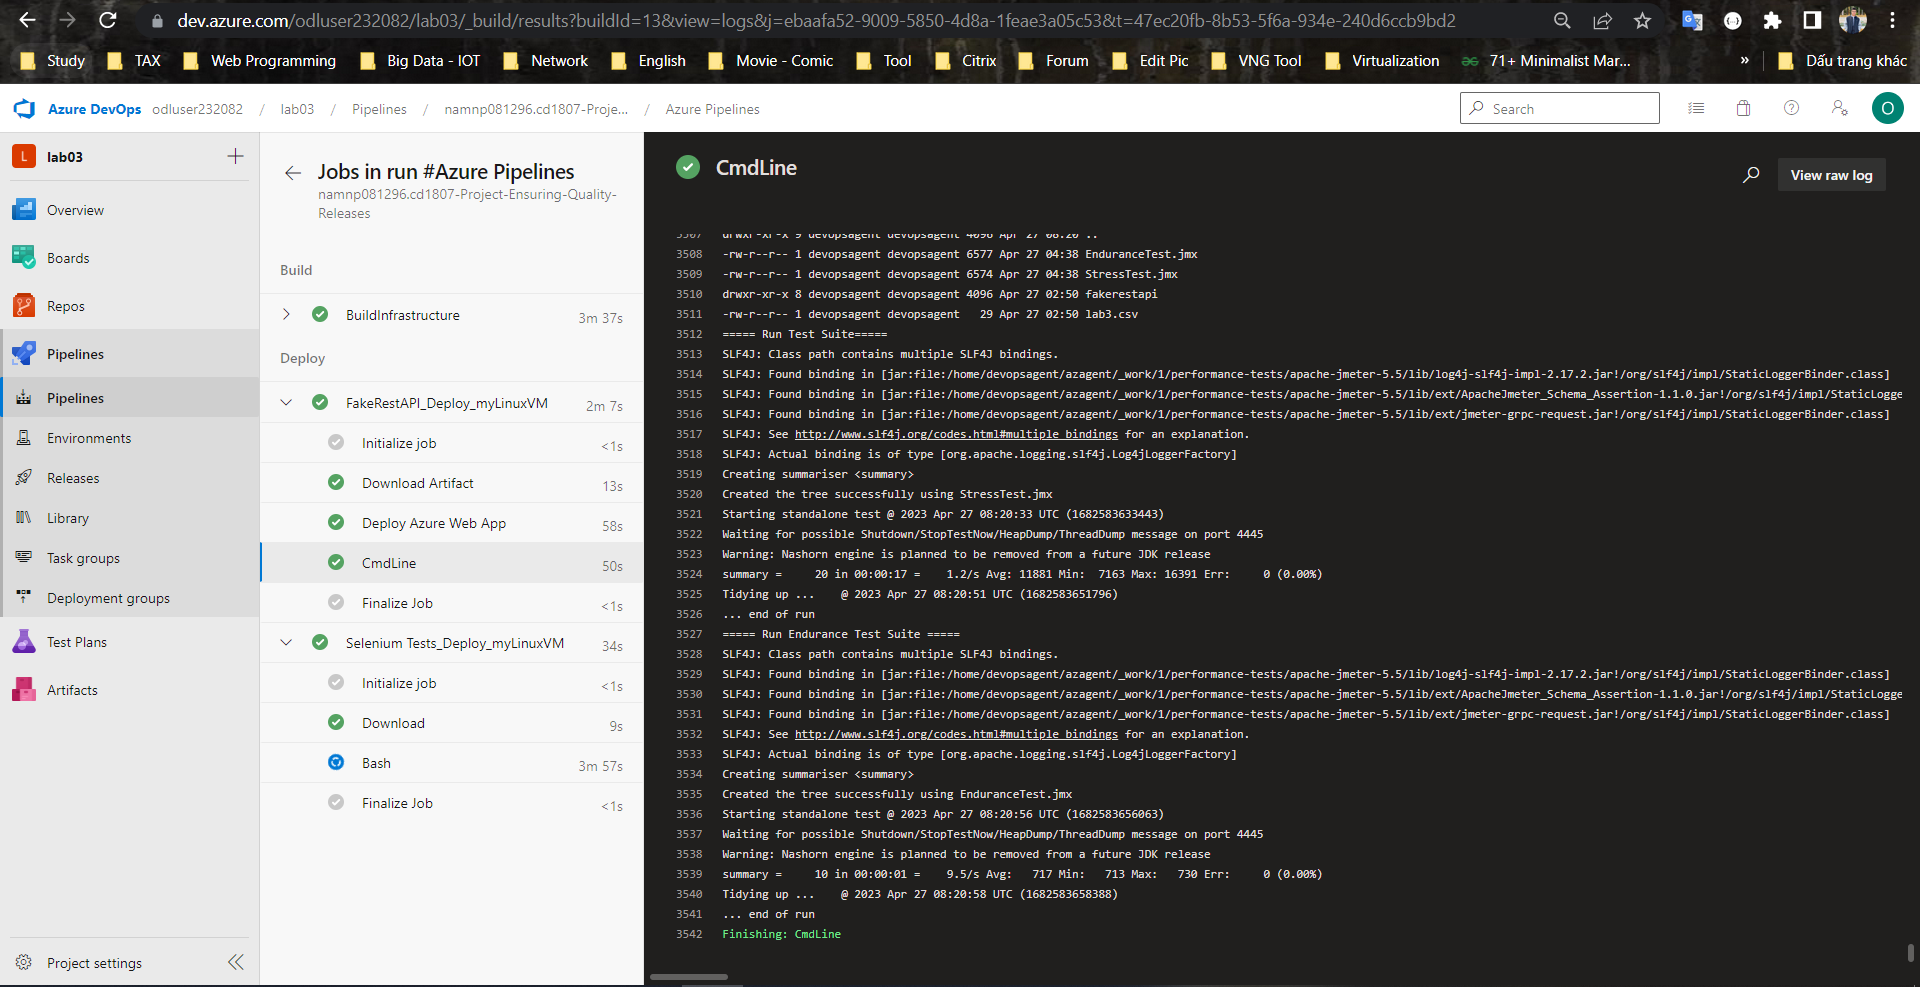 dev.azure.com/odluser232082/lab03/_build/results?buildId=13&view=logs&j=ebaafa52-9009-5850-4d8a-1feae3a05c53&t=47ec20fb-8b53-5f6a-934e-240d6ccb9bd2
Study TAX Web Programming Big Data - IOT Network English Movie - Comic Tool Citrix Forum Edit Pic VNG Tool Virtualization 71+ Minimalist Mar... » Dấu trang khác
Azure DevOps odluser232082 / lab03 / Pipelines / namnp081296.cd1807-Proje... / Azure Pipelines
Search
O
L lab03
Overview
Boards
Repos
Pipelines
Pipelines
Environments
Releases
Library
Task groups
Deployment groups
Test Plans
Artifacts
Project settings
Jobs in run #Azure Pipelines
namnp081296.cd1807-Project-Ensuring-Quality-
Releases
Build
BuildInfrastructure 3m 37s
Deploy
FakeRestAPI_Deploy_myLinuxVM 2m 7s
Initialize job <1s
Download Artifact 13s
Deploy Azure Web App 58s
CmdLine 50s
Finalize Job <1s
Selenium Tests_Deploy_myLinuxVM 34s
Initialize job <1s
Download 9s
Bash 3m 57s
Finalize Job <1s
CmdLine
View raw log
3507 drwxr-xr-x 9 devopsagent devopsagent 4096 Apr 27 08:20 ..
3508 -rw-r--r-- 1 devopsagent devopsagent 6577 Apr 27 04:38 EnduranceTest.jmx
3509 -rw-r--r-- 1 devopsagent devopsagent 6574 Apr 27 04:38 StressTest.jmx
3510 drwxr-xr-x 8 devopsagent devopsagent 4096 Apr 27 02:50 fakerestapi
3511 -rw-r--r-- 1 devopsagent devopsagent 29 Apr 27 02:50 lab3.csv
3512 ===== Run Test Suite=====
3513 SLF4J: Class path contains multiple SLF4J bindings.
3514 SLF4J: Found binding in [jar:file:/home/devopsagent/azagent/_work/1/performance-tests/apache-jmeter-5.5/lib/log4j-slf4j-impl-2.17.2.jar!/org/slf4j/impl/StaticLoggerBinder.class]
3515 SLF4J: Found binding in [jar:file:/home/devopsagent/azagent/_work/1/performance-tests/apache-jmeter-5.5/lib/ext/ApacheJmeter_Schema_Assertion-1.1.0.jar!/org/slf4j/impl/StaticLogge
3516 SLF4J: Found binding in [jar:file:/home/devopsagent/azagent/_work/1/performance-tests/apache-jmeter-5.5/lib/ext/jmeter-grpc-request.jar!/org/slf4j/impl/StaticLoggerBinder.class]
3517 SLF4J: See http://www.slf4j.org/codes.html#multiple_bindings for an explanation.
3518 SLF4J: Actual binding is of type [org.apache.logging.slf4j.Log4jLoggerFactory]
3519 Creating summariser <summary>
3520 Created the tree successfully using StressTest.jmx
3521 Starting standalone test @ 2023 Apr 27 08:20:33 UTC (1682583633443)
3522 Waiting for possible Shutdown/StopTestNow/HeapDump/ThreadDump message on port 4445
3523 Warning: Nashorn engine is planned to be removed from a future JDK release
3524 summary = 20 in 00:00:17 = 1.2/s Avg: 11881 Min: 7163 Max: 16391 Err: 0 (0.00%)
3525 Tidying up ... @ 2023 Apr 27 08:20:51 UTC (1682583651796)
3526 ... end of run
3527 ===== Run Endurance Test Suite =====
3528 SLF4J: Class path contains multiple SLF4J bindings.
3529 SLF4J: Found binding in [jar:file:/home/devopsagent/azagent/_work/1/performance-tests/apache-jmeter-5.5/lib/log4j-slf4j-impl-2.17.2.jar!/org/slf4j/impl/StaticLoggerBinder.class]
3530 SLF4J: Found binding in [jar:file:/home/devopsagent/azagent/_work/1/performance-tests/apache-jmeter-5.5/lib/ext/ApacheJmeter_Schema_Assertion-1.1.0.jar!/org/slf4j/impl/StaticLogge
3531 SLF4J: Found binding in [jar:file:/home/devopsagent/azagent/_work/1/performance-tests/apache-jmeter-5.5/lib/ext/jmeter-grpc-request.jar!/org/slf4j/impl/StaticLoggerBinder.class]
3532 SLF4J: See http://www.slf4j.org/codes.html#multiple_bindings for an explanation.
3533 SLF4J: Actual binding is of type [org.apache.logging.slf4j.Log4jLoggerFactory]
3534 Creating summariser <summary>
3535 Created the tree successfully using EnduranceTest.jmx
3536 Starting standalone test @ 2023 Apr 27 08:20:56 UTC (1682583656063)
3537 Waiting for possible Shutdown/StopTestNow/HeapDump/ThreadDump message on port 4445
3538 Warning: Nashorn engine is planned to be removed from a future JDK release
3539 summary = 10 in 00:00:01 = 9.5/s Avg: 717 Min: 713 Max: 730 Err: 0 (0.00%)
3540 Tidying up ... @ 2023 Apr 27 08:20:58 UTC (1682583658388)
3541 ... end of run
3542 Finishing: CmdLine